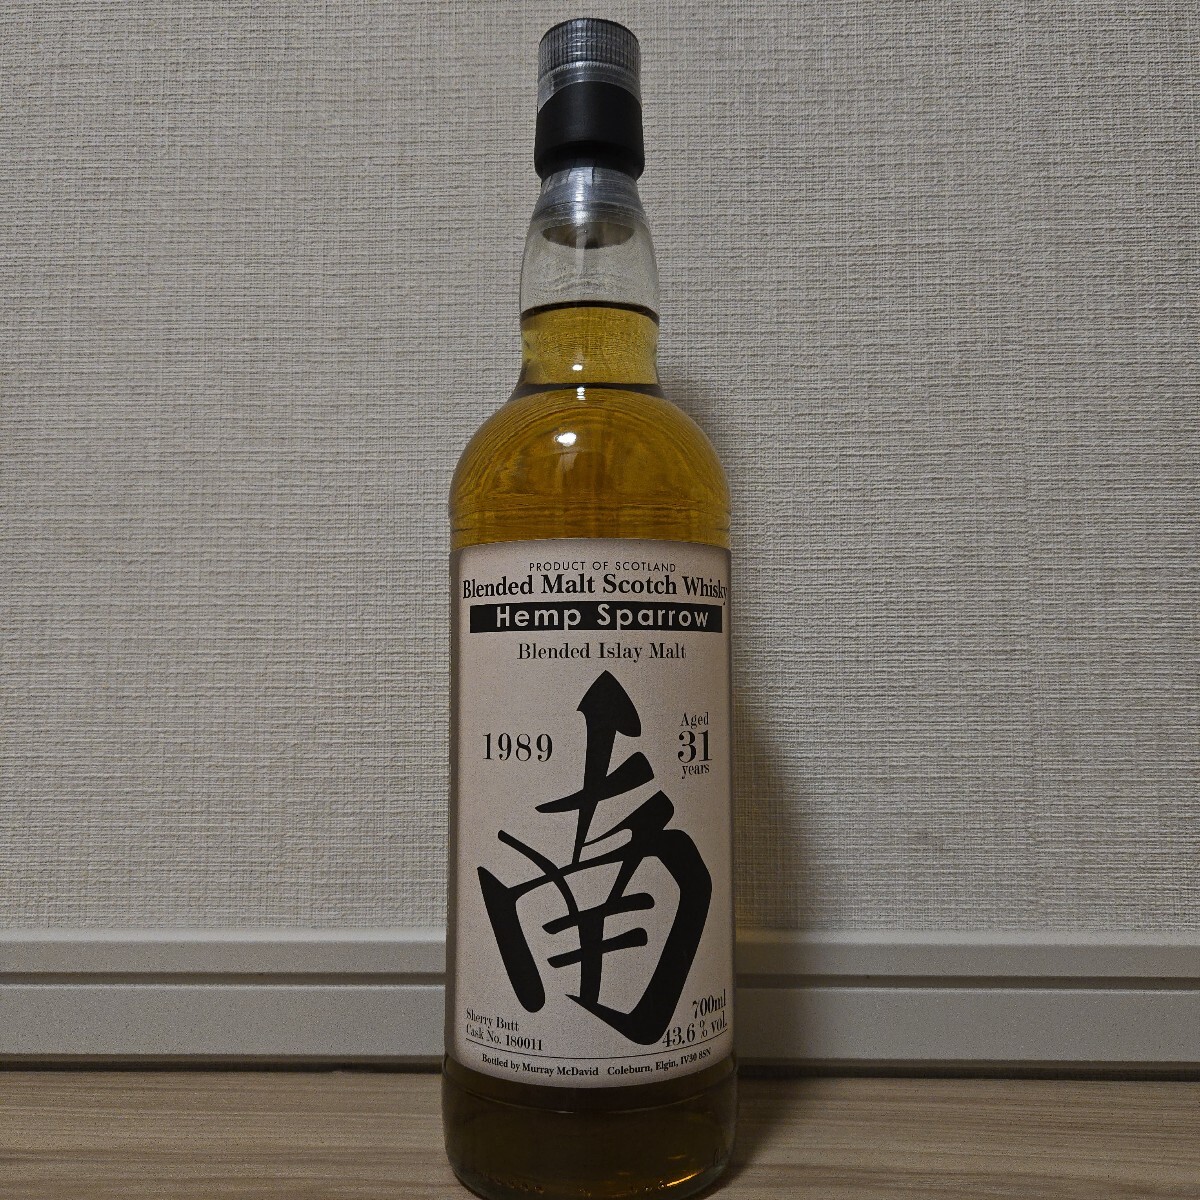 PRODUCT OF SCOTLAND
Blended Malt Scotch Whisky
Hemp Sparrow
Blended Islay Malt
1989
Aged
31
years
南
Sherry Butt
Cask No. 180011
700ml
43.6 % vol.
Bottled by Murray McDavid Coleburn, Elgin, IV30 8SN